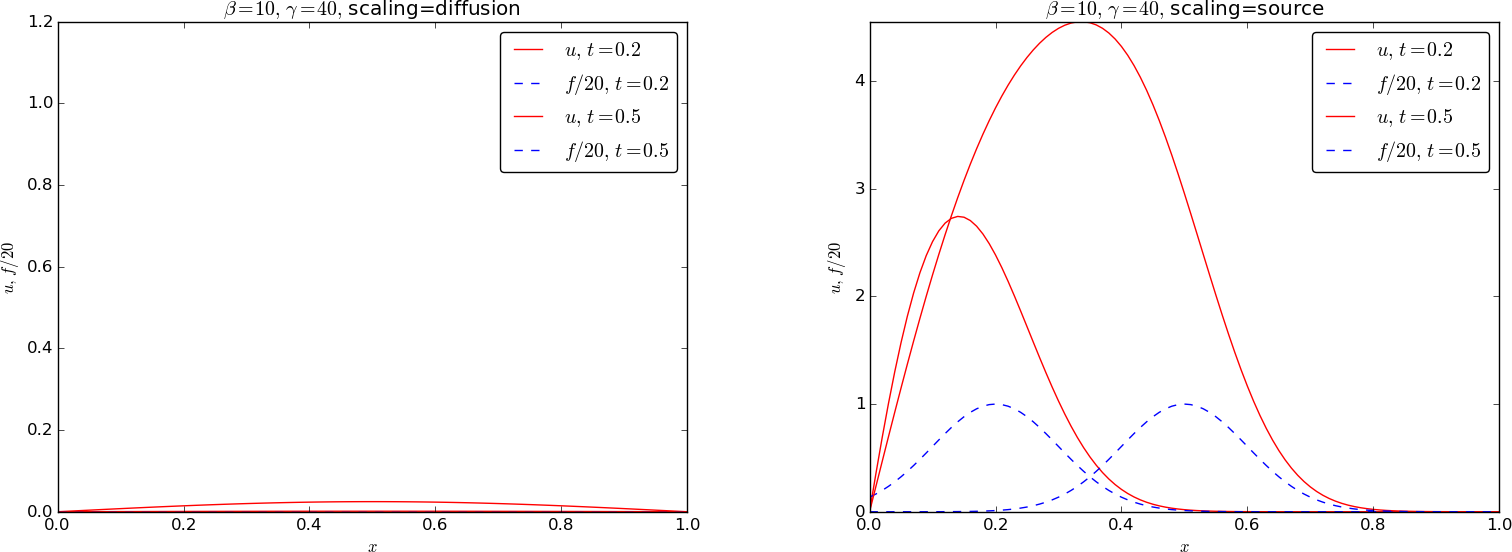 β=10, γ=40, scaling=diffusion
1.2
1.0
0.8
0.6
0.4
0.2
0.0
u, f/20
u, t=0.2
f/20, t=0.2
u, t=0.5
f/20, t=0.5
0.0 0.2 0.4 0.6 0.8 1.0
x
β=10, γ=40, scaling=source
4
3
2
1
0
u, f/20
u, t=0.2
f/20, t=0.2
u, t=0.5
f/20, t=0.5
0.0 0.2 0.4 0.6 0.8 1.0
x